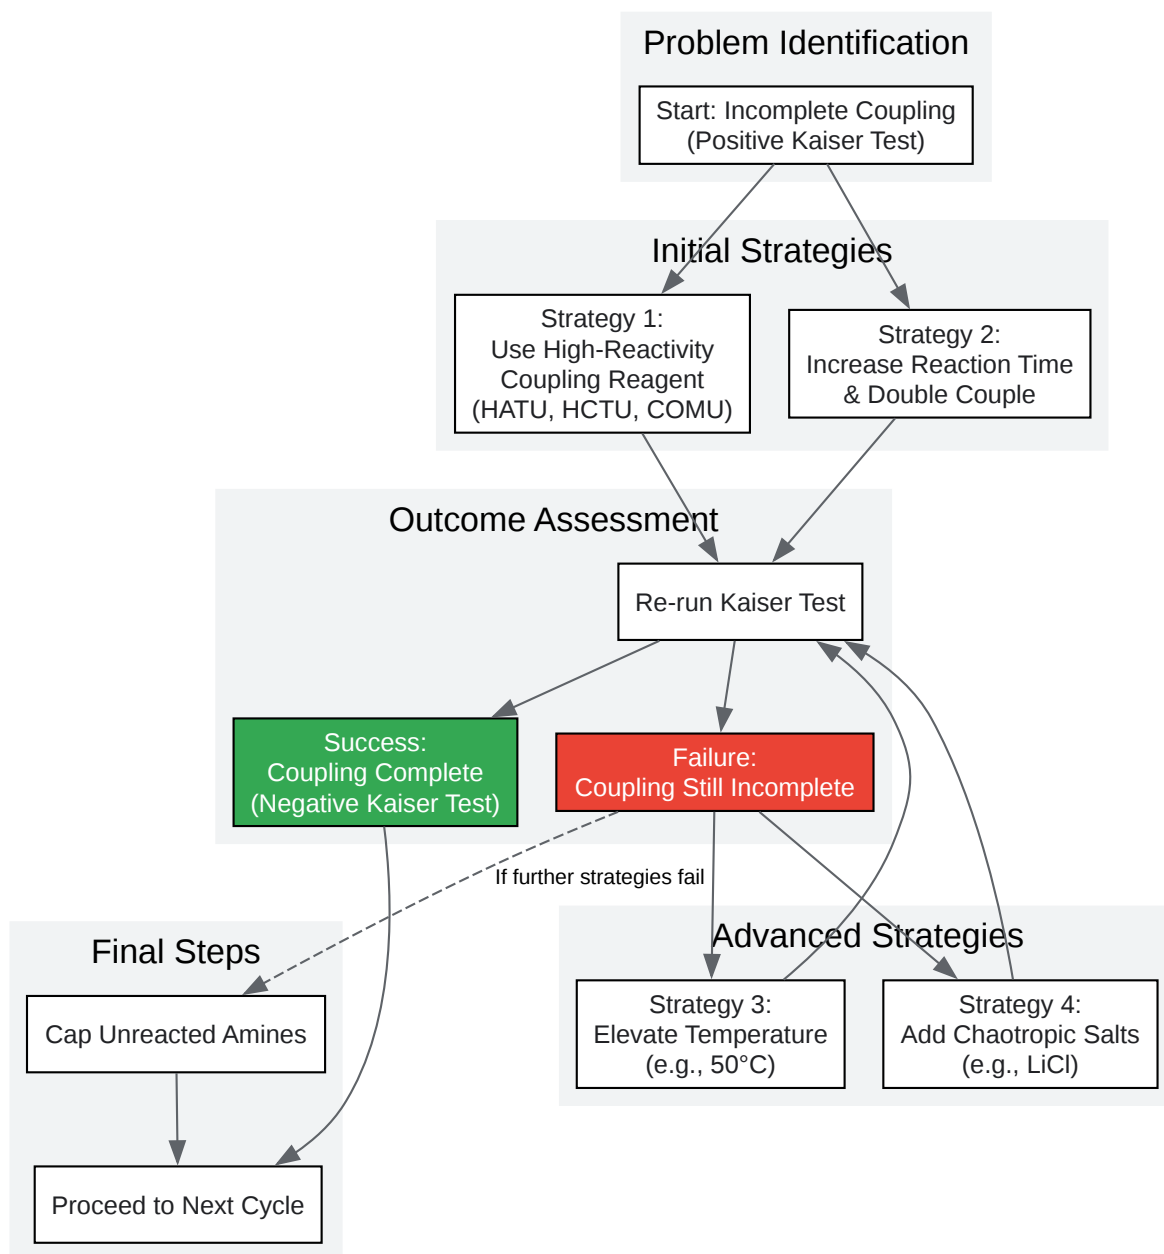 Problem Identification
Start: Incomplete Coupling
(Positive Kaiser Test)
Initial Strategies
Strategy 1:
Use High-Reactivity
Coupling Reagent
(HATU, HCTU, COMU)
Strategy 2:
Increase Reaction Time
& Double Couple
Outcome Assessment
Re-run Kaiser Test
Success:
Coupling Complete
(Negative Kaiser Test)
Failure:
Coupling Still Incomplete
If further strategies fail
Advanced Strategies
Strategy 3:
Elevate Temperature
(e.g., 50°C)
Strategy 4:
Add Chaotropic Salts
(e.g., LiCl)
Final Steps
Cap Unreacted Amines
Proceed to Next Cycle